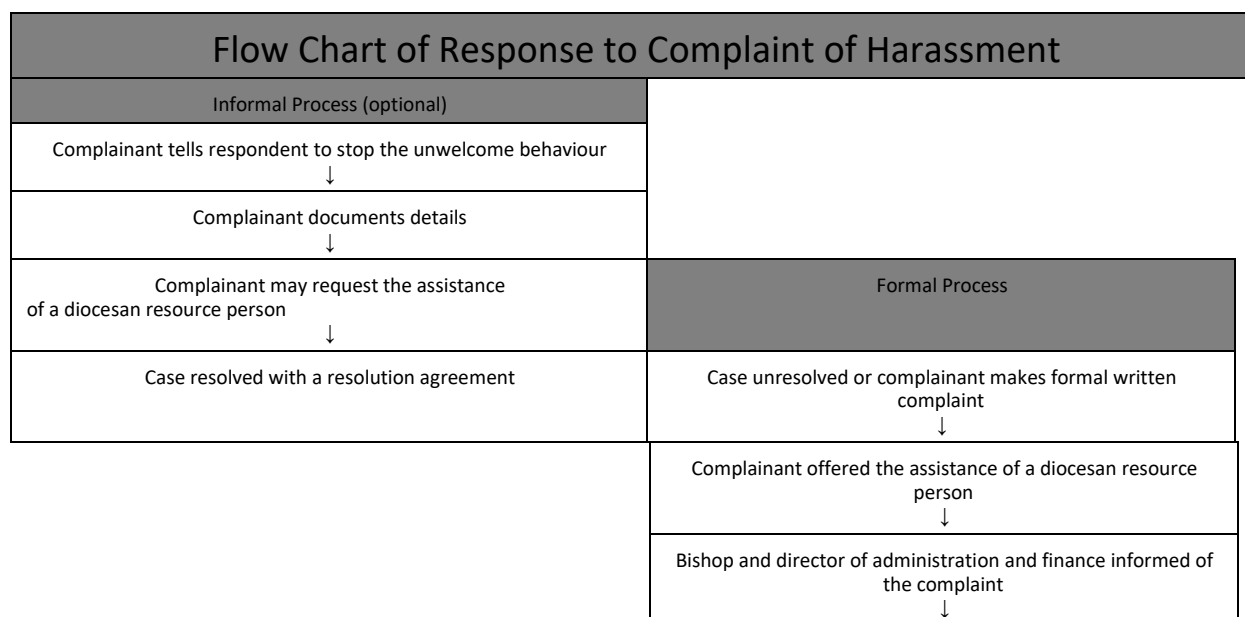 Flow Chart of Response to Complaint of Harassment
Informal Process (optional)
Complainant tells respondent to stop the unwelcome behaviour
↓
Complainant documents details
↓
Complainant may request the assistance
of a diocesan resource person
↓
Formal Process
Case resolved with a resolution agreement
Case unresolved or complainant makes formal written
complaint
↓
Complainant offered the assistance of a diocesan resource
person
↓
Bishop and director of administration and finance informed of
the complaint
↓